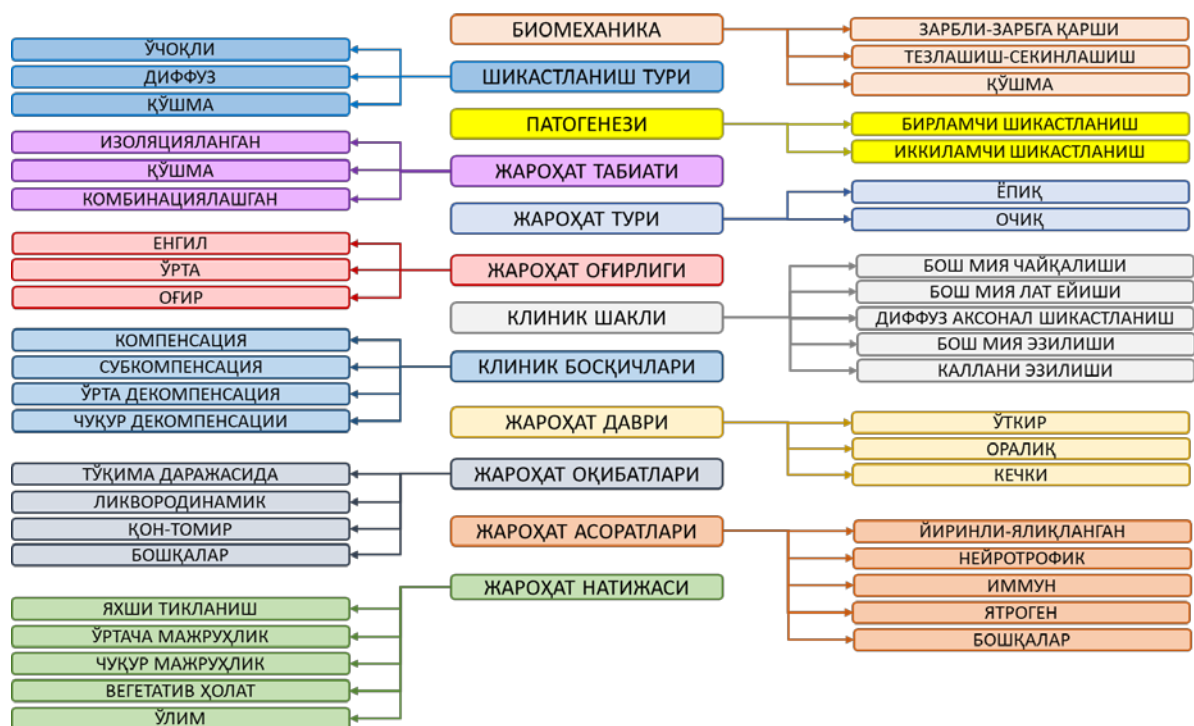 БИОМЕХАНИКА
ЗАРБЛИ-ЗАРБГА ҚАРШИ
ТЕЗЛАШИШ-СЕКИНЛАШИШ
ҚЎШМА
ШИКАСТЛАНИШ ТУРИ
ЎЧОҚЛИ
ДИФФУЗ
ҚЎШМА
ПАТОГЕНЕЗИ
БИРЛАМЧИ ШИКАСТЛАНИШ
ИККИЛАМЧИ ШИКАСТЛАНИШ
ЖАРОҲАТ ТАБИАТИ
ИЗОЛЯЦИЯЛАНГАН
ҚЎШМА
КОМБИНАЦИЯЛАШГАН
ЖАРОҲАТ ТУРИ
ЁПИҚ
ОЧИҚ
ЖАРОҲАТ ОҒИРЛИГИ
ЕНГИЛ
ЎРТА
ОҒИР
КЛИНИК ШАКЛИ
БОШ МИЯ ЧАЙҚАЛИШИ
БОШ МИЯ ЛАТ ЕЙИШИ
ДИФФУЗ АКСОНАЛ ШИКАСТЛАНИШ
БОШ МИЯ ЭЗИЛИШИ
КАЛЛАНИ ЭЗИЛИШИ
КЛИНИК БОСҚИЧЛАРИ
КОМПЕНСАЦИЯ
СУБКОМПЕНСАЦИЯ
ЎРТА ДЕКОМПЕНСАЦИЯ
ЧУҚУР ДЕКОМПЕНСАЦИИ
ЖАРОҲАТ ДАВРИ
ЎТКИР
ОРАЛИҚ
КЕЧКИ
ЖАРОҲАТ ОҚИБАТЛАРИ
ТЎҚИМА ДАРАЖАСИДА
ЛИКВОРОДИНАМИК
ҚОН-ТОМИР
БОШҚАЛАР
ЖАРОҲАТ АСОРАТЛАРИ
ЙИРИНЛИ-ЯЛИҚЛАНГАН
НЕЙРОТРОФИК
ИММУН
ЯТРОГЕН
БОШҚАЛАР
ЖАРОҲАТ НАТИЖАСИ
ЯХШИ ТИКЛАНИШ
ЎРТАЧА МАЖРУҲЛИК
ЧУҚУР МАЖРУҲЛИК
ВЕГЕТАТИВ ҲОЛАТ
ЎЛИМ